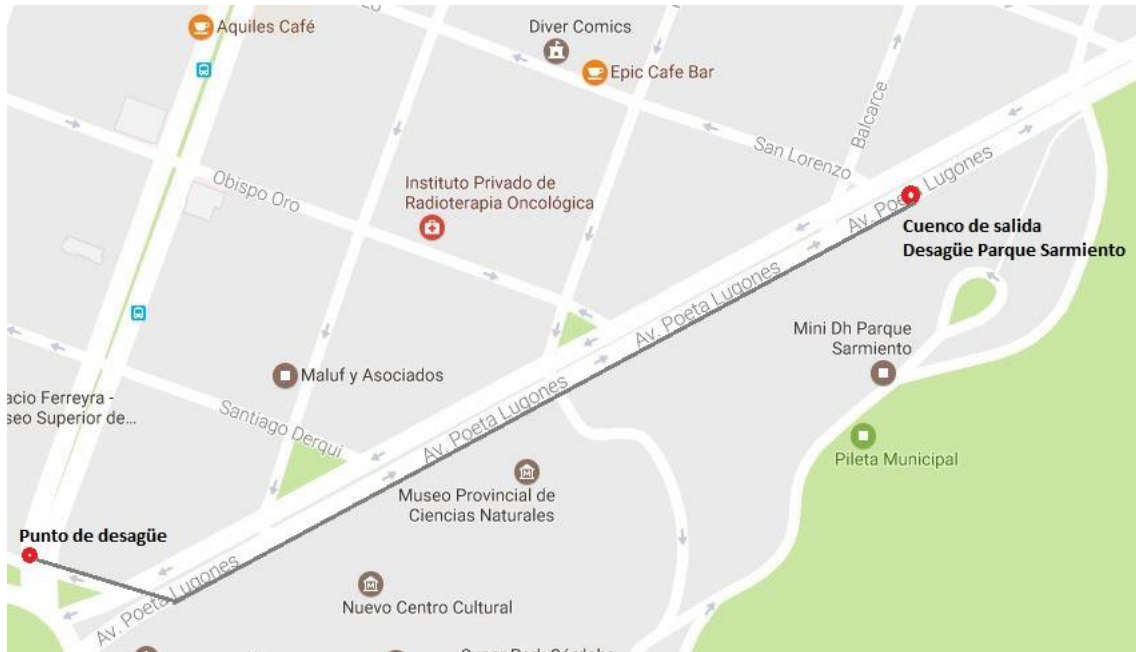 Aquiles Café
Diver Comics
Epic Cafe Bar
Balcarce
San Lorenzo
Obispo Oro
Instituto Privado de
Radioterapia Oncológica
Av. Poeta Lugones
Cuenco de salida
Desagüe Parque Sarmiento
Av. Poeta Lugones
Mini Dh Parque
Sarmiento
Maluf y Asociados
acio Ferreyra -
seo Superior de...
Santiago Derqui
Av. Poeta Lugones
Pileta Municipal
Museo Provincial de
Ciencias Naturales
Punto de desagüe
Av. Poeta Lugones
Nuevo Centro Cultural